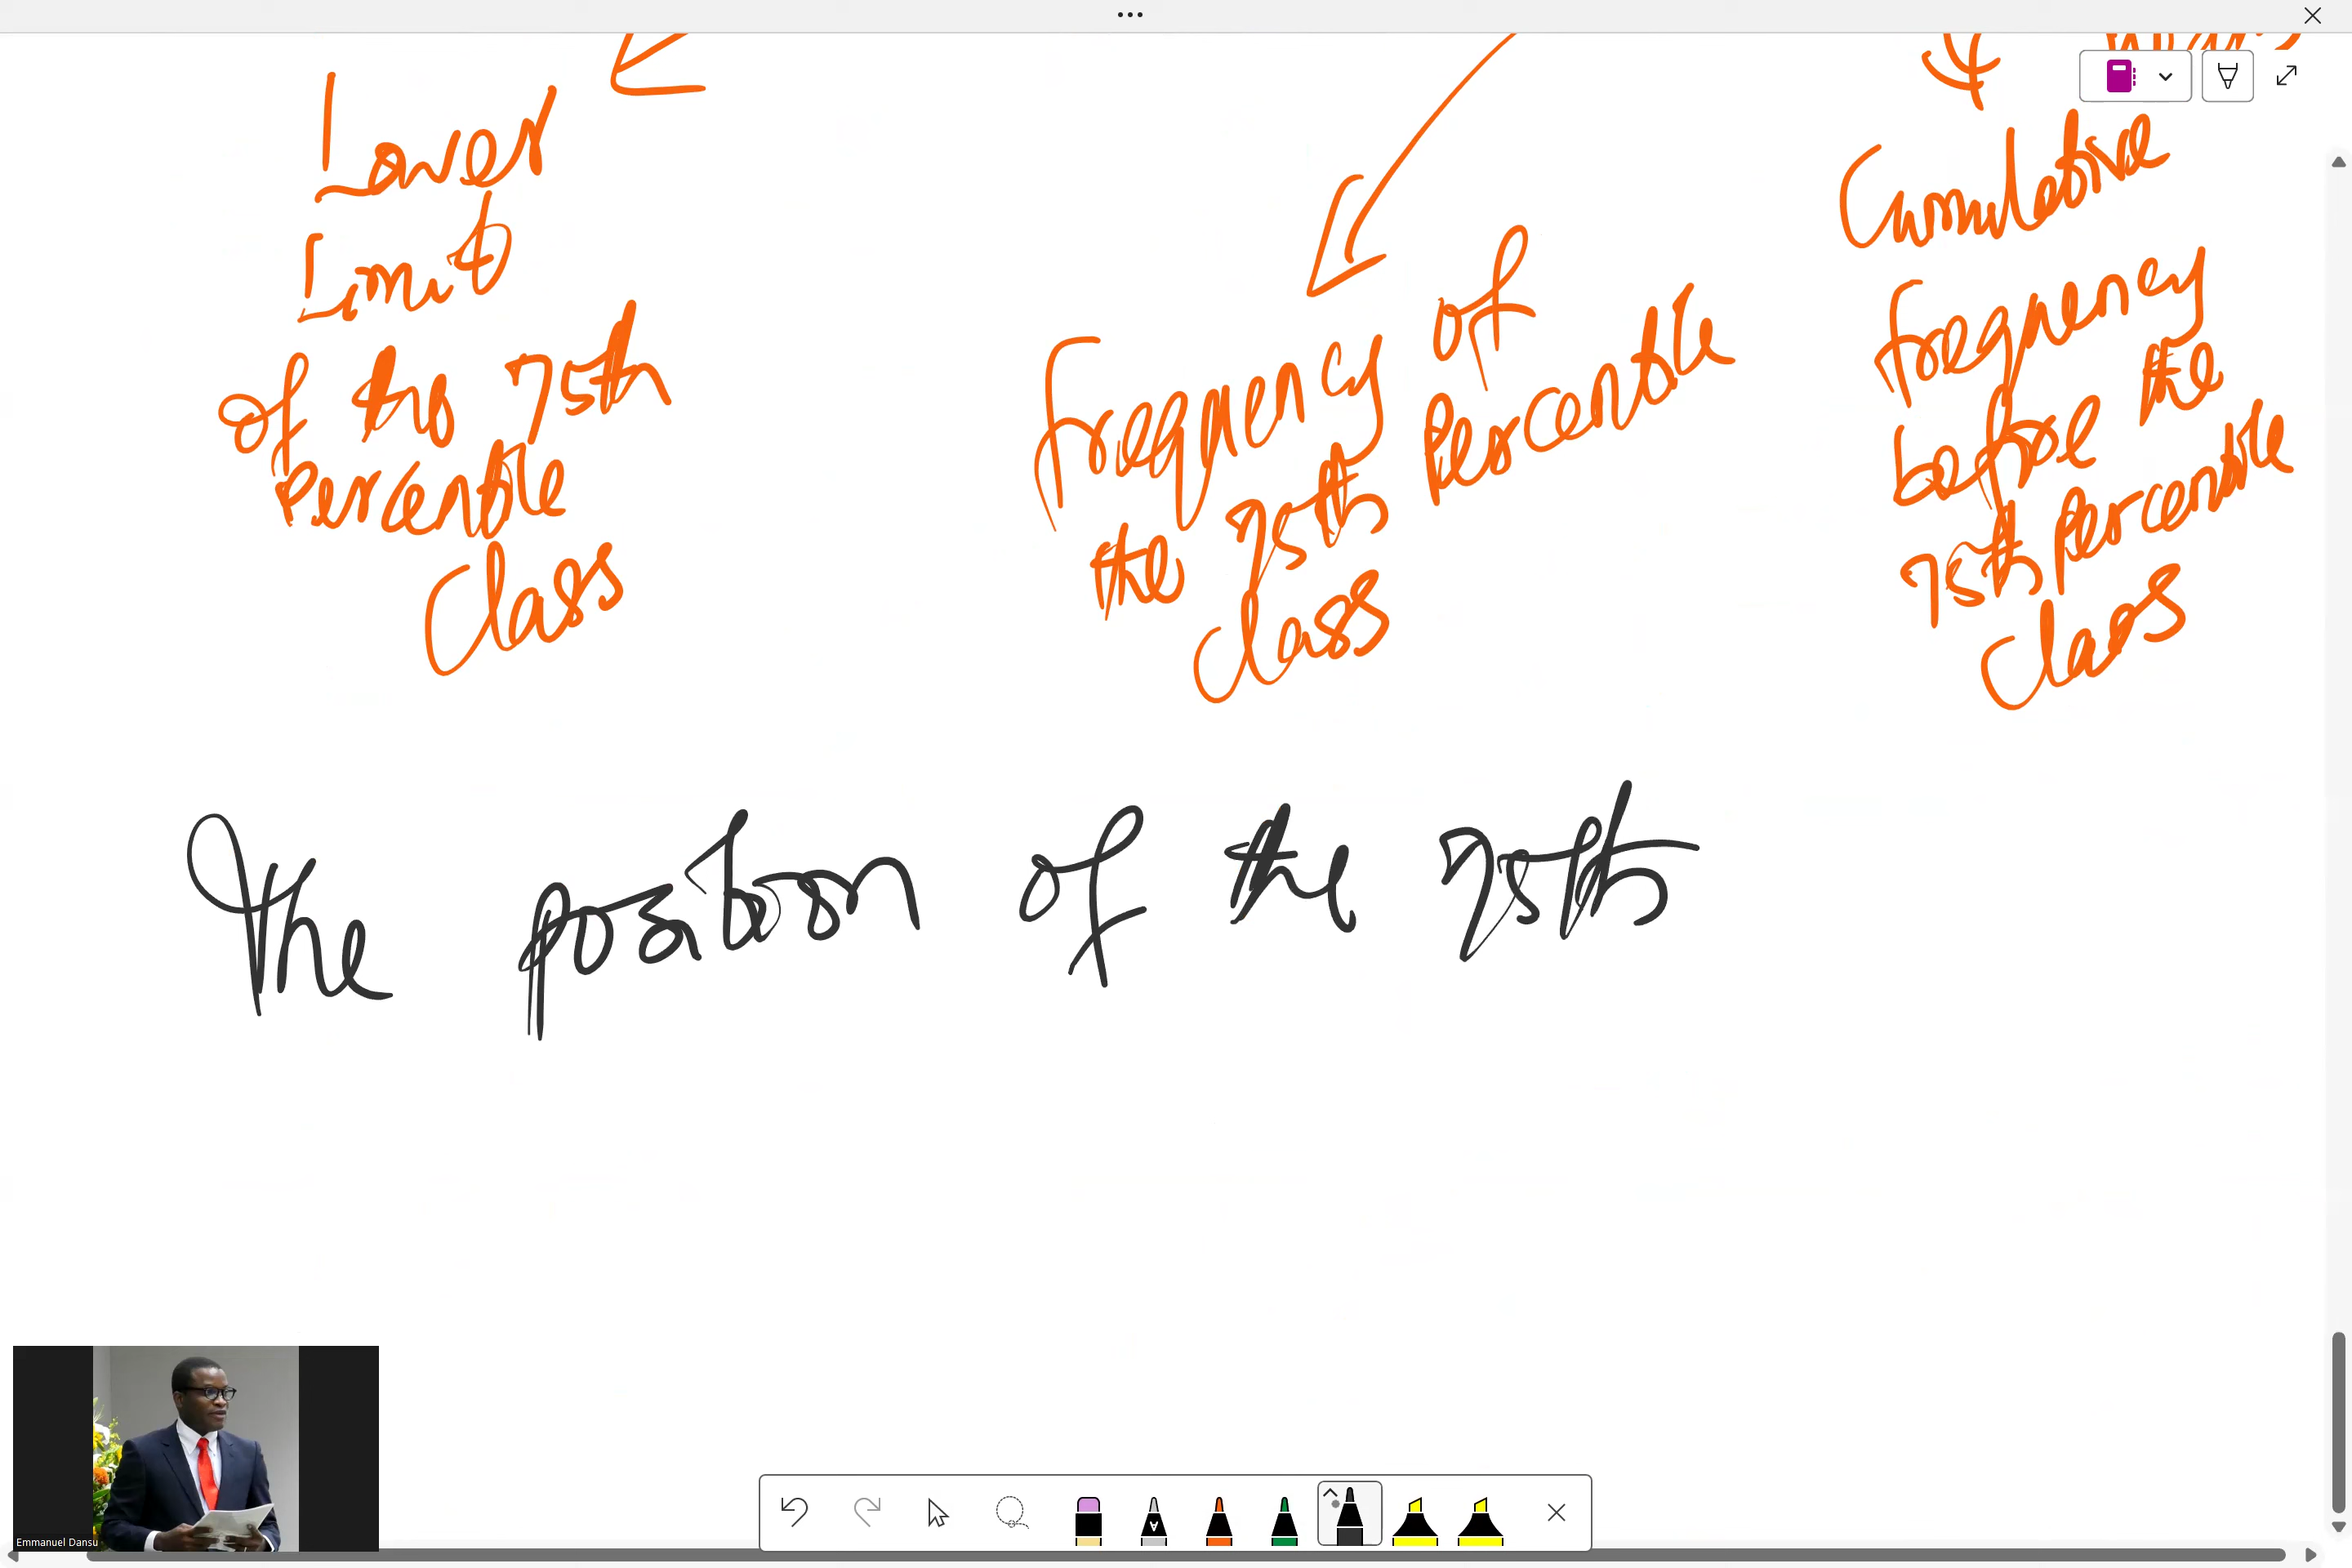 Lower
Limit
of the 75th
Percentile
Class
Frequency of
the 75th Percentile
Class
Cumulative
Frequency
before the
75th Percentile
Class
The position of the 75th
Emmanuel Dansu